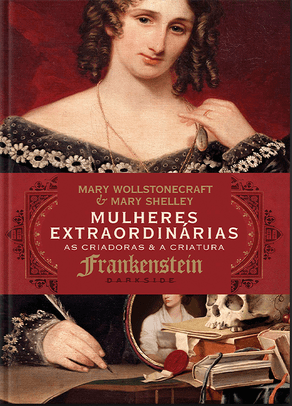 MARY WOLLSTONECRAFT
& MARY SHELLEY
MULHERES
EXTRAORDINÁRIAS
AS CRIADORAS & A CRIATURA
Frankenstein
DARKSIDE